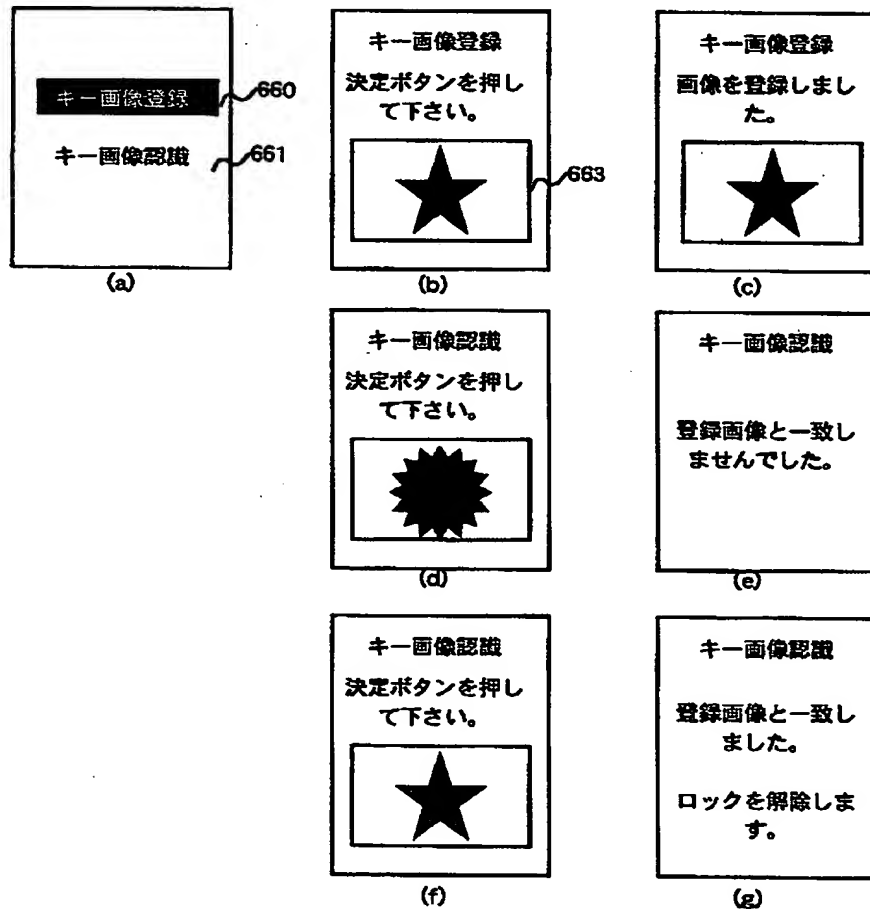 キー画像登録
660
キー画像認識
661
(a)
キー画像登録
決定ボタンを押し
て下さい。
663
(b)
キー画像登録
画像を登録しまし
た。
(c)
キー画像認識
決定ボタンを押し
て下さい。
(d)
キー画像認識
登録画像と一致し
ませんでした。
(e)
キー画像認識
決定ボタンを押し
て下さい。
(f)
キー画像認識
登録画像と一致し
ました。
ロックを解除しま
す。
(g)